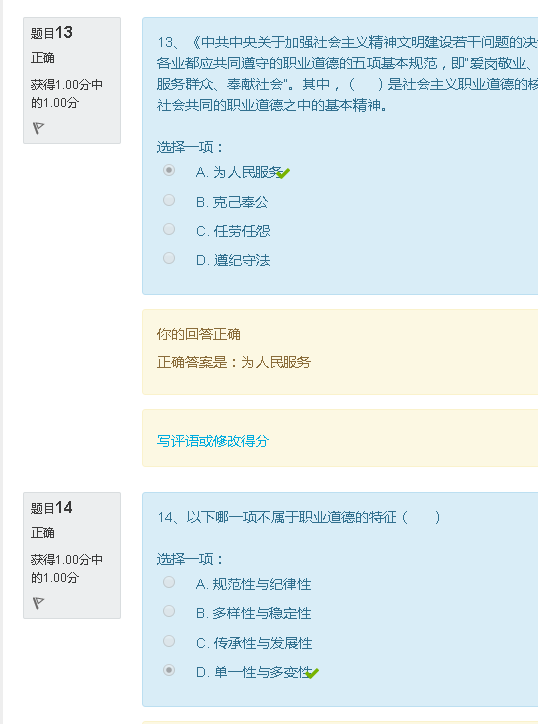 题目13
正确
获得1.00分中
的1.00分
13、《中共中央关于加强社会主义精神文明建设若干问题的决
各业都应共同遵守的职业道德的五项基本规范，即“爱岗敬业、
服务群众、奉献社会”。其中，（　　）是社会主义职业道德的核
社会共同的职业道德之中的基本精神。
选择一项：
A. 为人民服务
B. 克己奉公
C. 任劳任怨
D. 遵纪守法
你的回答正确
正确答案是：为人民服务
写评语或修改得分
题目14
正确
获得1.00分中
的1.00分
14、以下哪一项不属于职业道德的特征（　　）
选择一项：
A. 规范性与纪律性
B. 多样性与稳定性
C. 传承性与发展性
D. 单一性与多变性